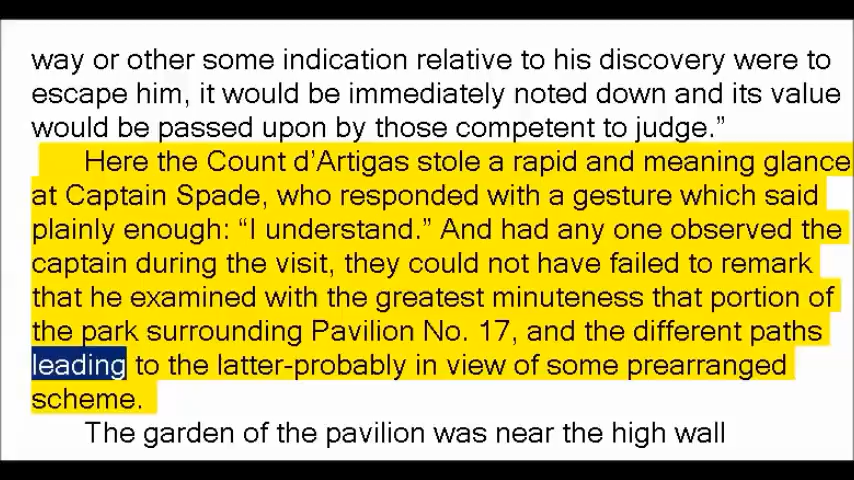 way or other some indication relative to his discovery were to
escape him, it would be immediately noted down and its value
would be passed upon by those competent to judge.”
Here the Count d’Artigas stole a rapid and meaning glance
at Captain Spade, who responded with a gesture which said
plainly enough: “I understand.” And had any one observed the
captain during the visit, they could not have failed to remark
that he examined with the greatest minuteness that portion of
the park surrounding Pavilion No. 17, and the different paths
leading to the latter-probably in view of some prearranged
scheme.
The garden of the pavilion was near the high wall